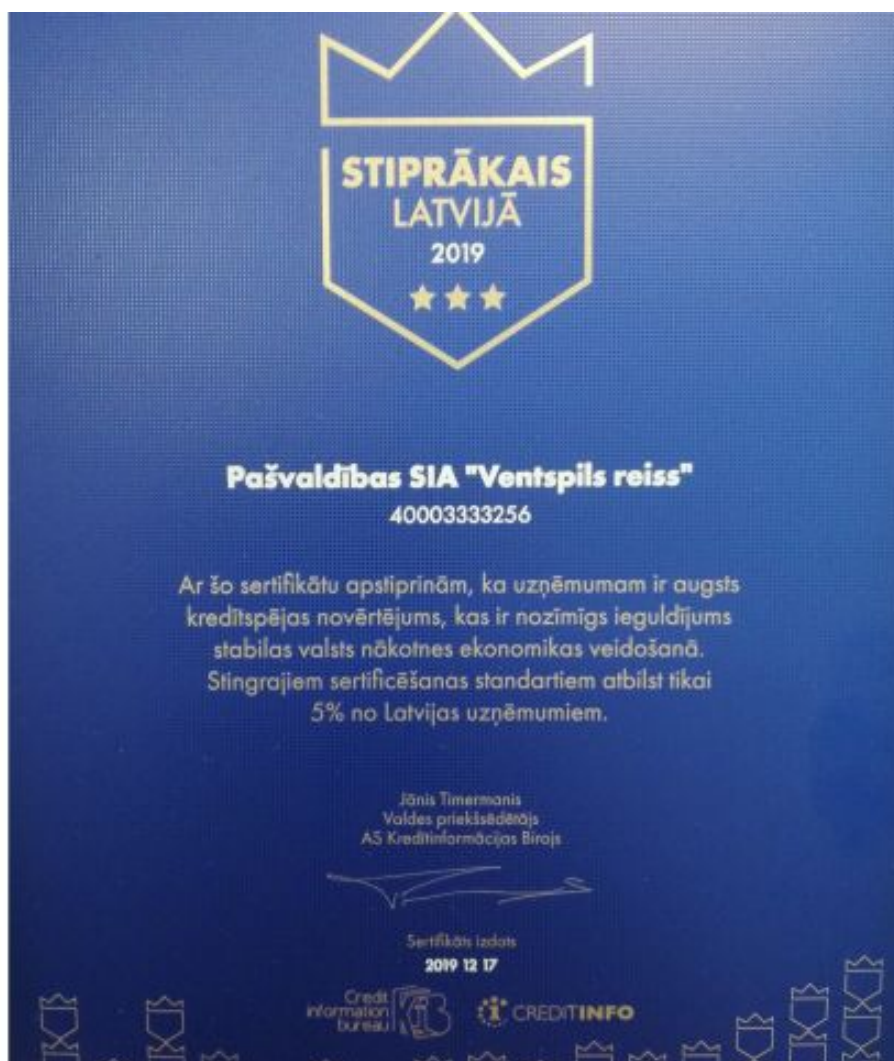 STIPRĀKAIS
LATVIJĀ
2019
Pašvaldības SIA "Ventspils reiss"
40003333256
Ar šo sertifikātu apstiprinām, ka uzņēmumam ir augsts
kredītspējas novērtējums, kas ir nozīmīgs ieguldījums
stabilas valsts nākotnes ekonomikas veidošanā.
Stingrajiem sertificēšanas standartiem atbilst tikai
5% no Latvijas uzņēmumiem.
Jānis Timermanis
Valdes priekšsēdētājs
AS Kredītinformācijas Birojs
Sertifikāts izdots
2019 12 17
Credit
information
bureau
KIB
CREDITINFO